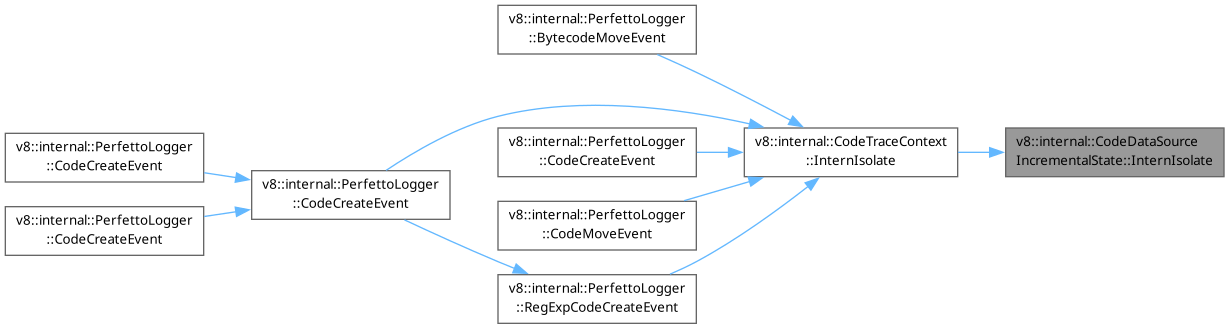 v8::internal::PerfettoLogger
::BytecodeMoveEvent
v8::internal::PerfettoLogger
::CodeCreateEvent
v8::internal::PerfettoLogger
::CodeCreateEvent
v8::internal::PerfettoLogger
::CodeCreateEvent
v8::internal::PerfettoLogger
::CodeCreateEvent
v8::internal::PerfettoLogger
::CodeMoveEvent
v8::internal::PerfettoLogger
::RegExpCodeCreateEvent
v8::internal::CodeTraceContext
::InternIsolate
v8::internal::CodeDataSource
IncrementalState::InternIsolate